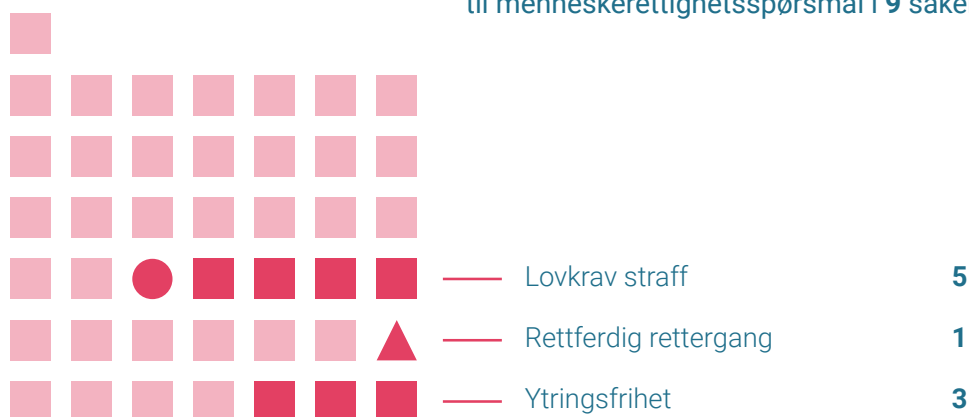 til menneskerettighetsspørsmål i 9 sake
Lovkrav straff 5
Rettferdig rettergang 1
Ytringsfrihet 3